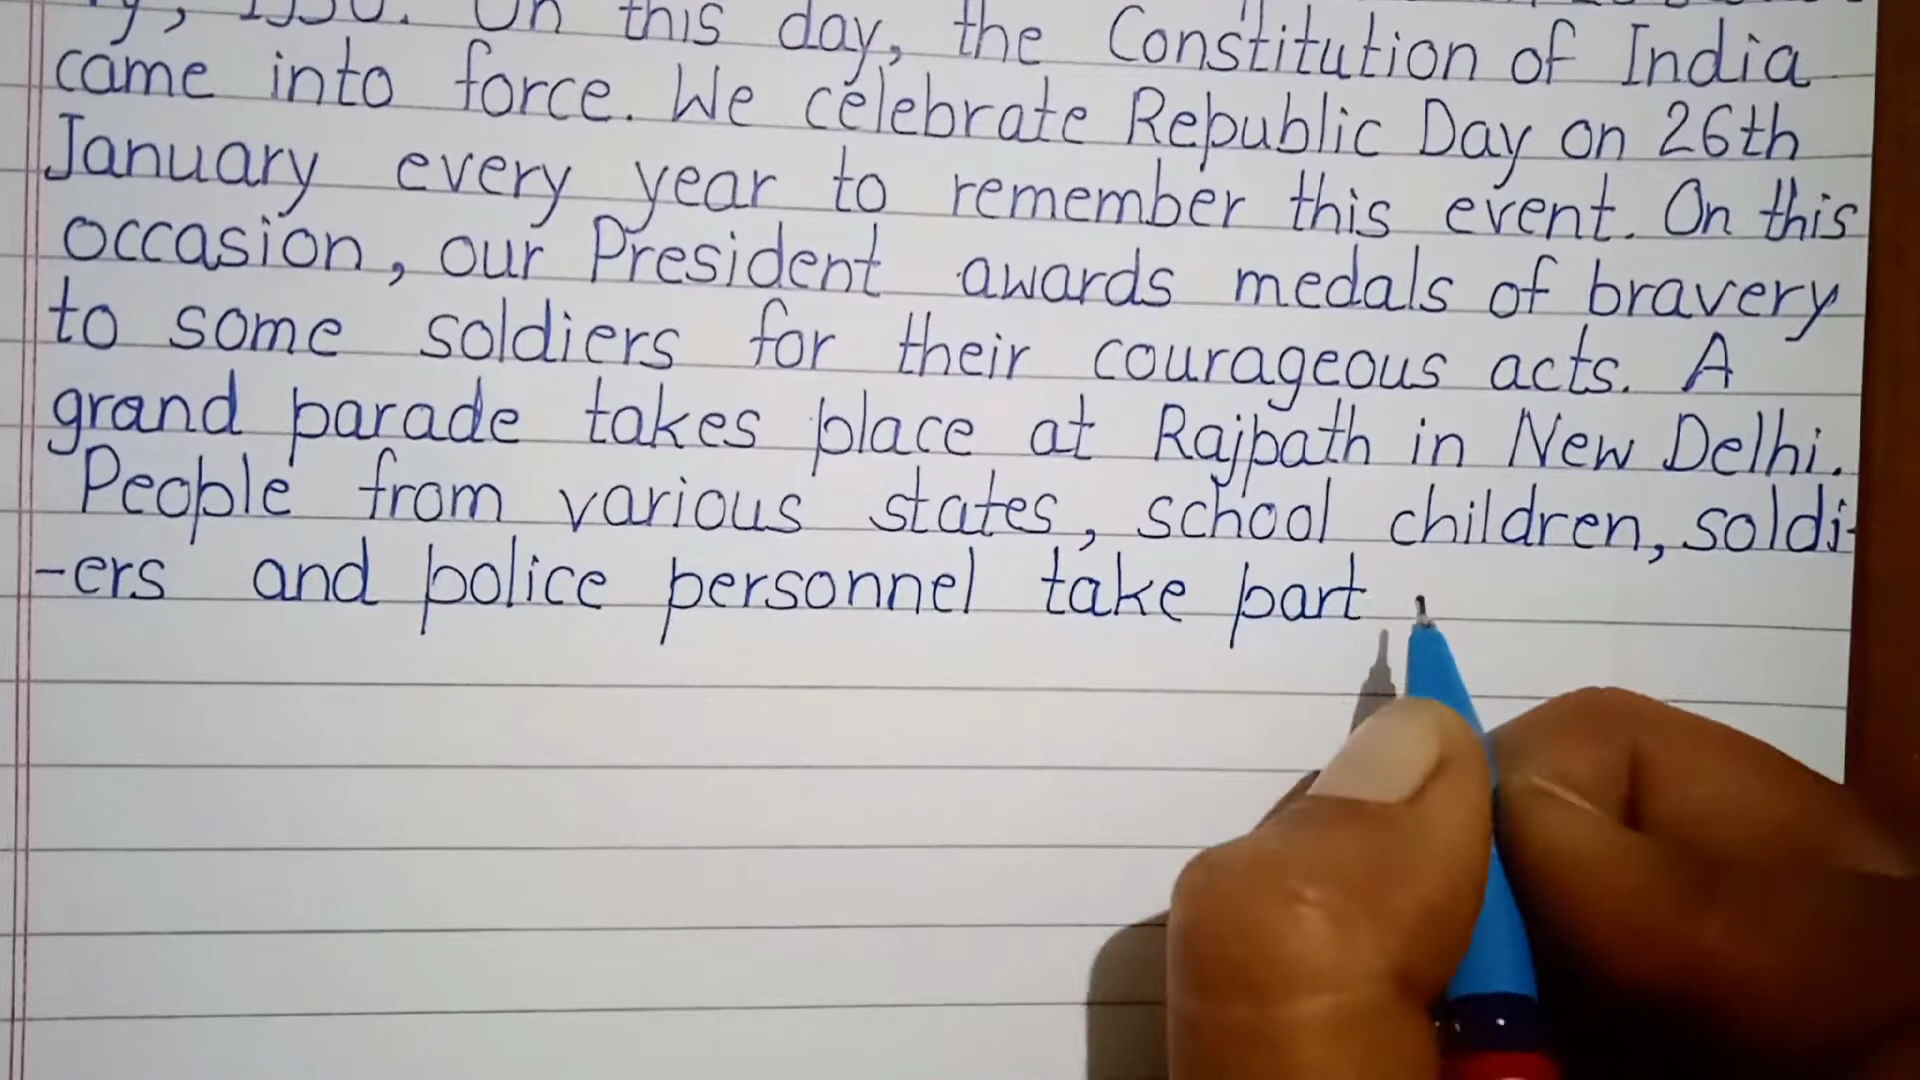 1950. On this day, the Constitution of India
came into force. We celebrate Republic Day on 26th
January every year to remember this event. On this
occasion, our President awards medals of bravery
to some soldiers for their courageous acts. A
grand parade takes place at Rajpath in New Delhi.
People from various states, school children, soldi-
-ers and police personnel take part